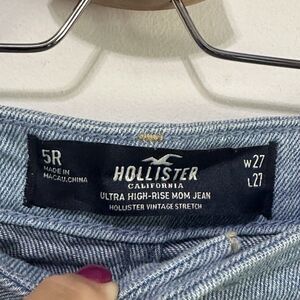 5R
MADE IN
MACAU,CHINA
HOLLISTER
CALIFORNIA
ULTRA HIGH-RISE MOM JEAN
HOLLISTER VINTAGE STRETCH
W27
L27